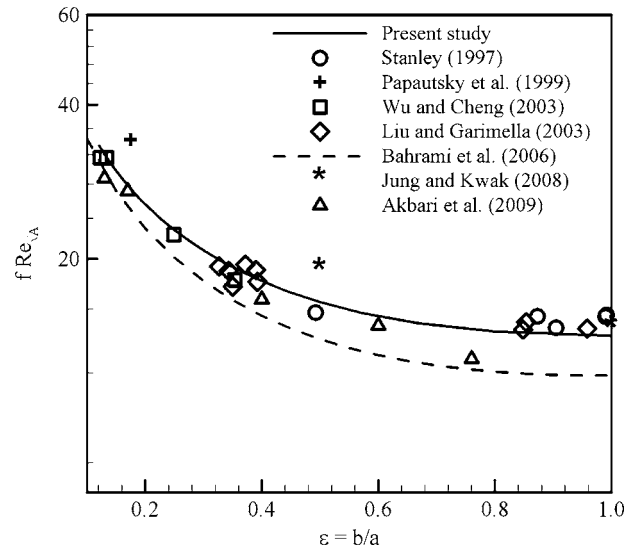 60
40
20
f Re√A
Present study
Stanley (1997)
Papautsky et al. (1999)
Wu and Cheng (2003)
Liu and Garimella (2003)
Bahrami et al. (2006)
Jung and Kwak (2008)
Akbari et al. (2009)
0.2 0.4 0.6 0.8 1.0
ε = b/a